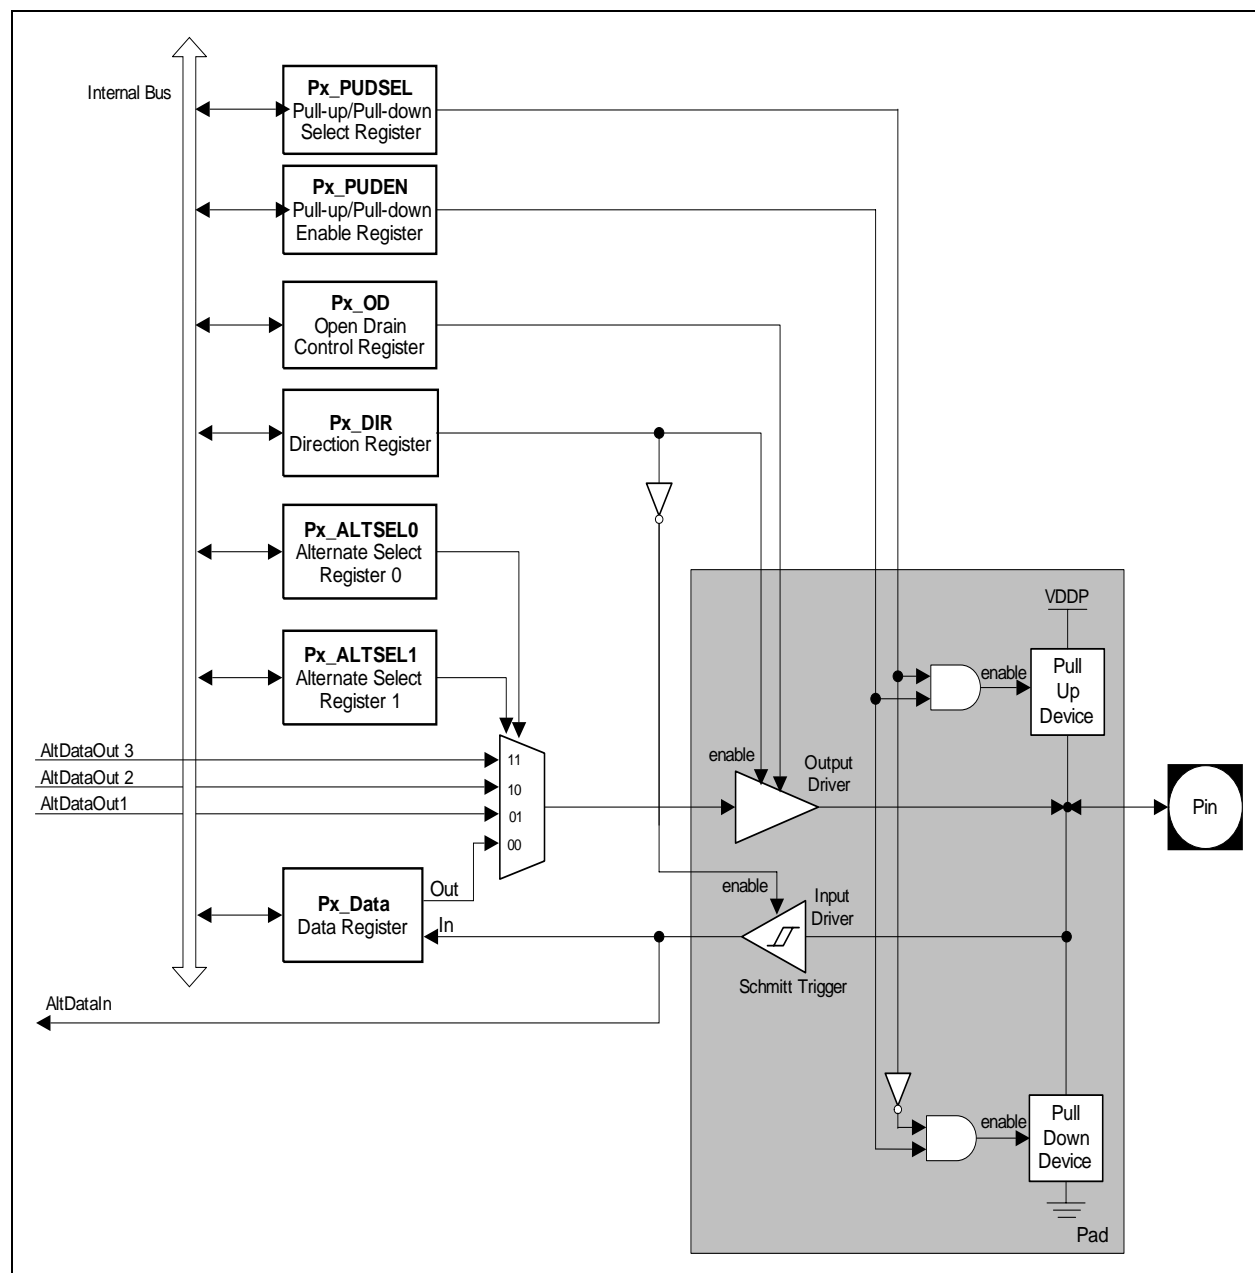 Internal Bus
Px_PUDSEL
Pull-up/Pull-down
Select Register
Px_PUDEN
Pull-up/Pull-down
Enable Register
Px_OD
Open Drain
Control Register
Px_DIR
Direction Register
Px_ALTSEL0
Alternate Select
Register 0
Px_ALTSEL1
Alternate Select
Register 1
AltDataOut 3
AltDataOut 2
AltDataOut1
11
10
01
00
Px_Data
Data Register
Out
In
AltDataIn
VDDP
enable
Pull
Up
Device
enable
Output
Driver
Pin
enable
Input
Driver
Schmitt Trigger
enable
Pull
Down
Device
Pad